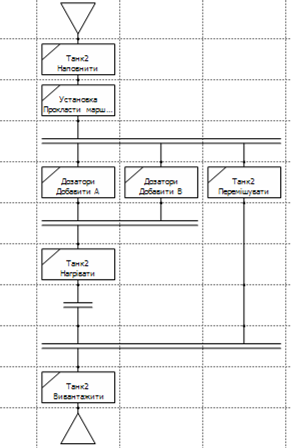 Танк2
Наповнити
Установка
Прокласти марш...
Дозатори
Добавити А
Дозатори
Добавити В
Танк2
Перемішувати
Танк2
Нагрівати
Танк2
Вивантажити